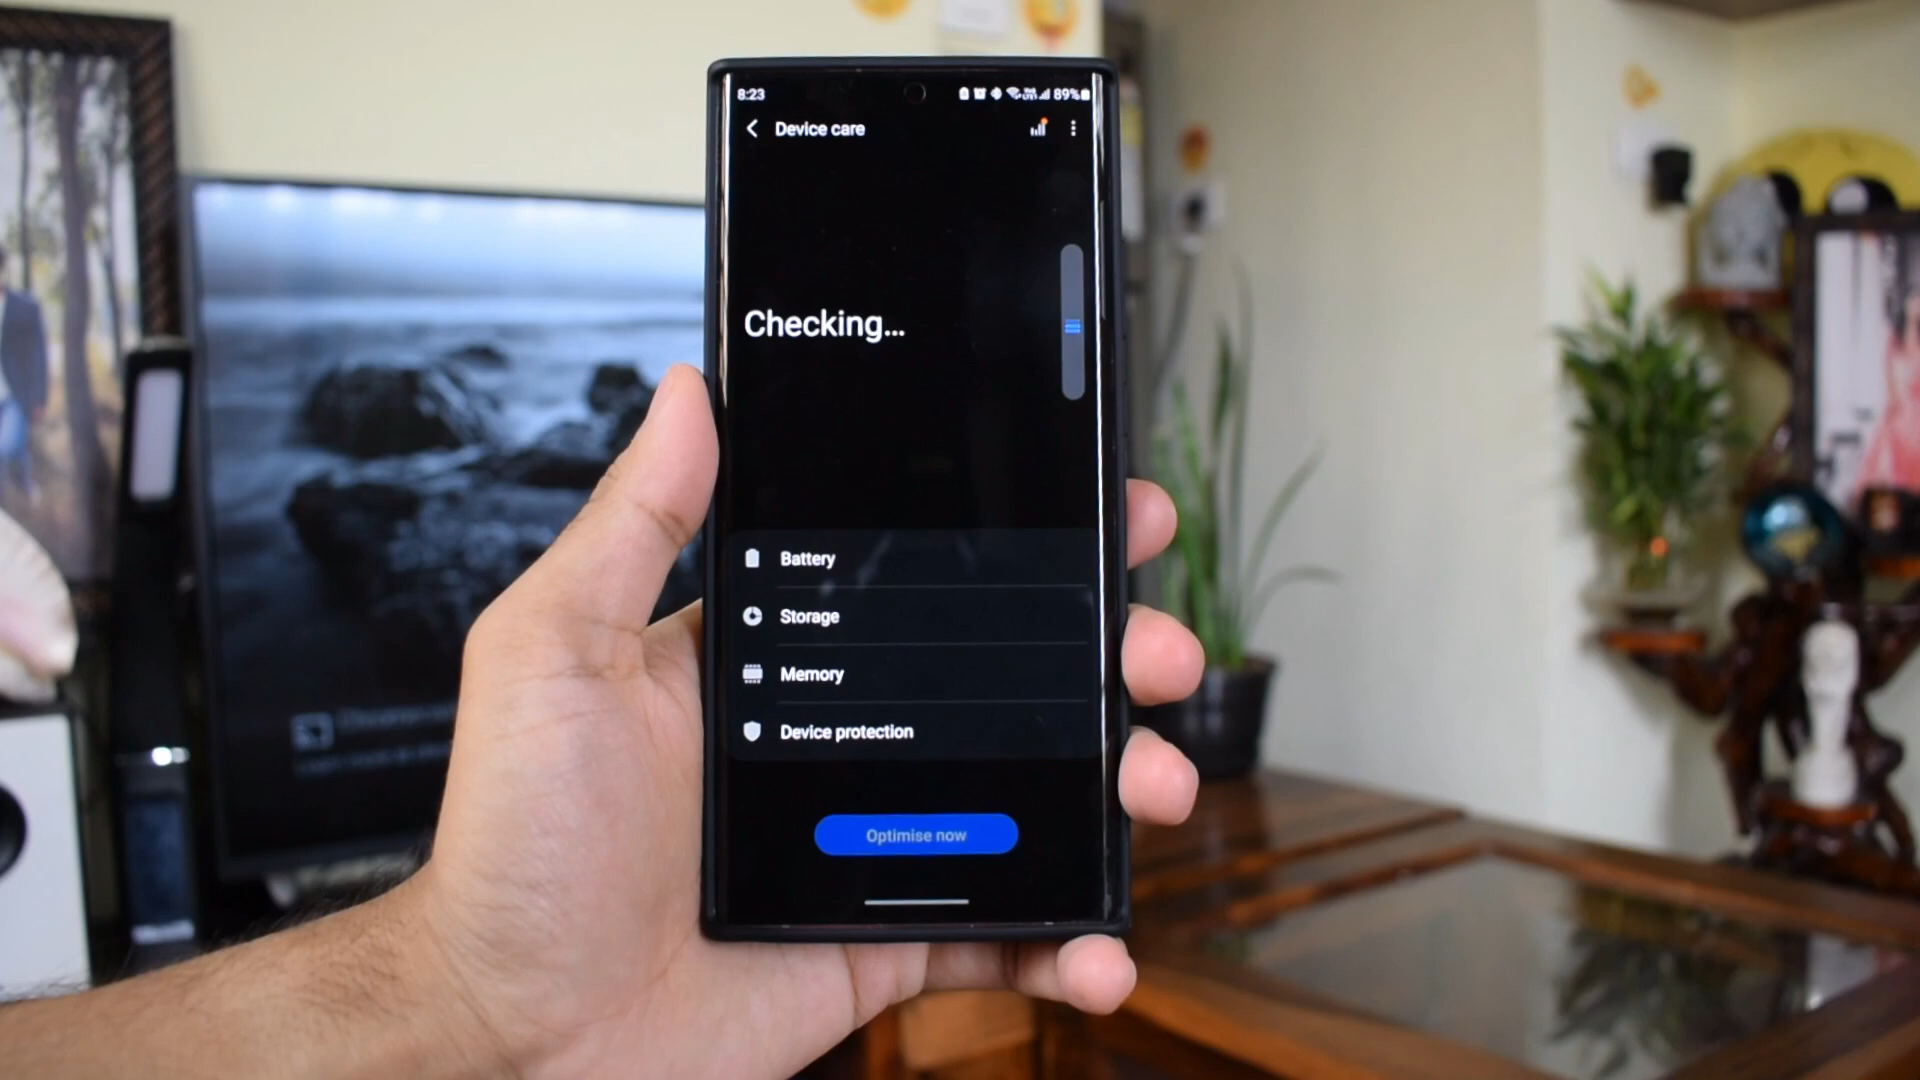 8:23
89%
Device care
Checking...
Battery
Storage
Memory
Device protection
Optimise now